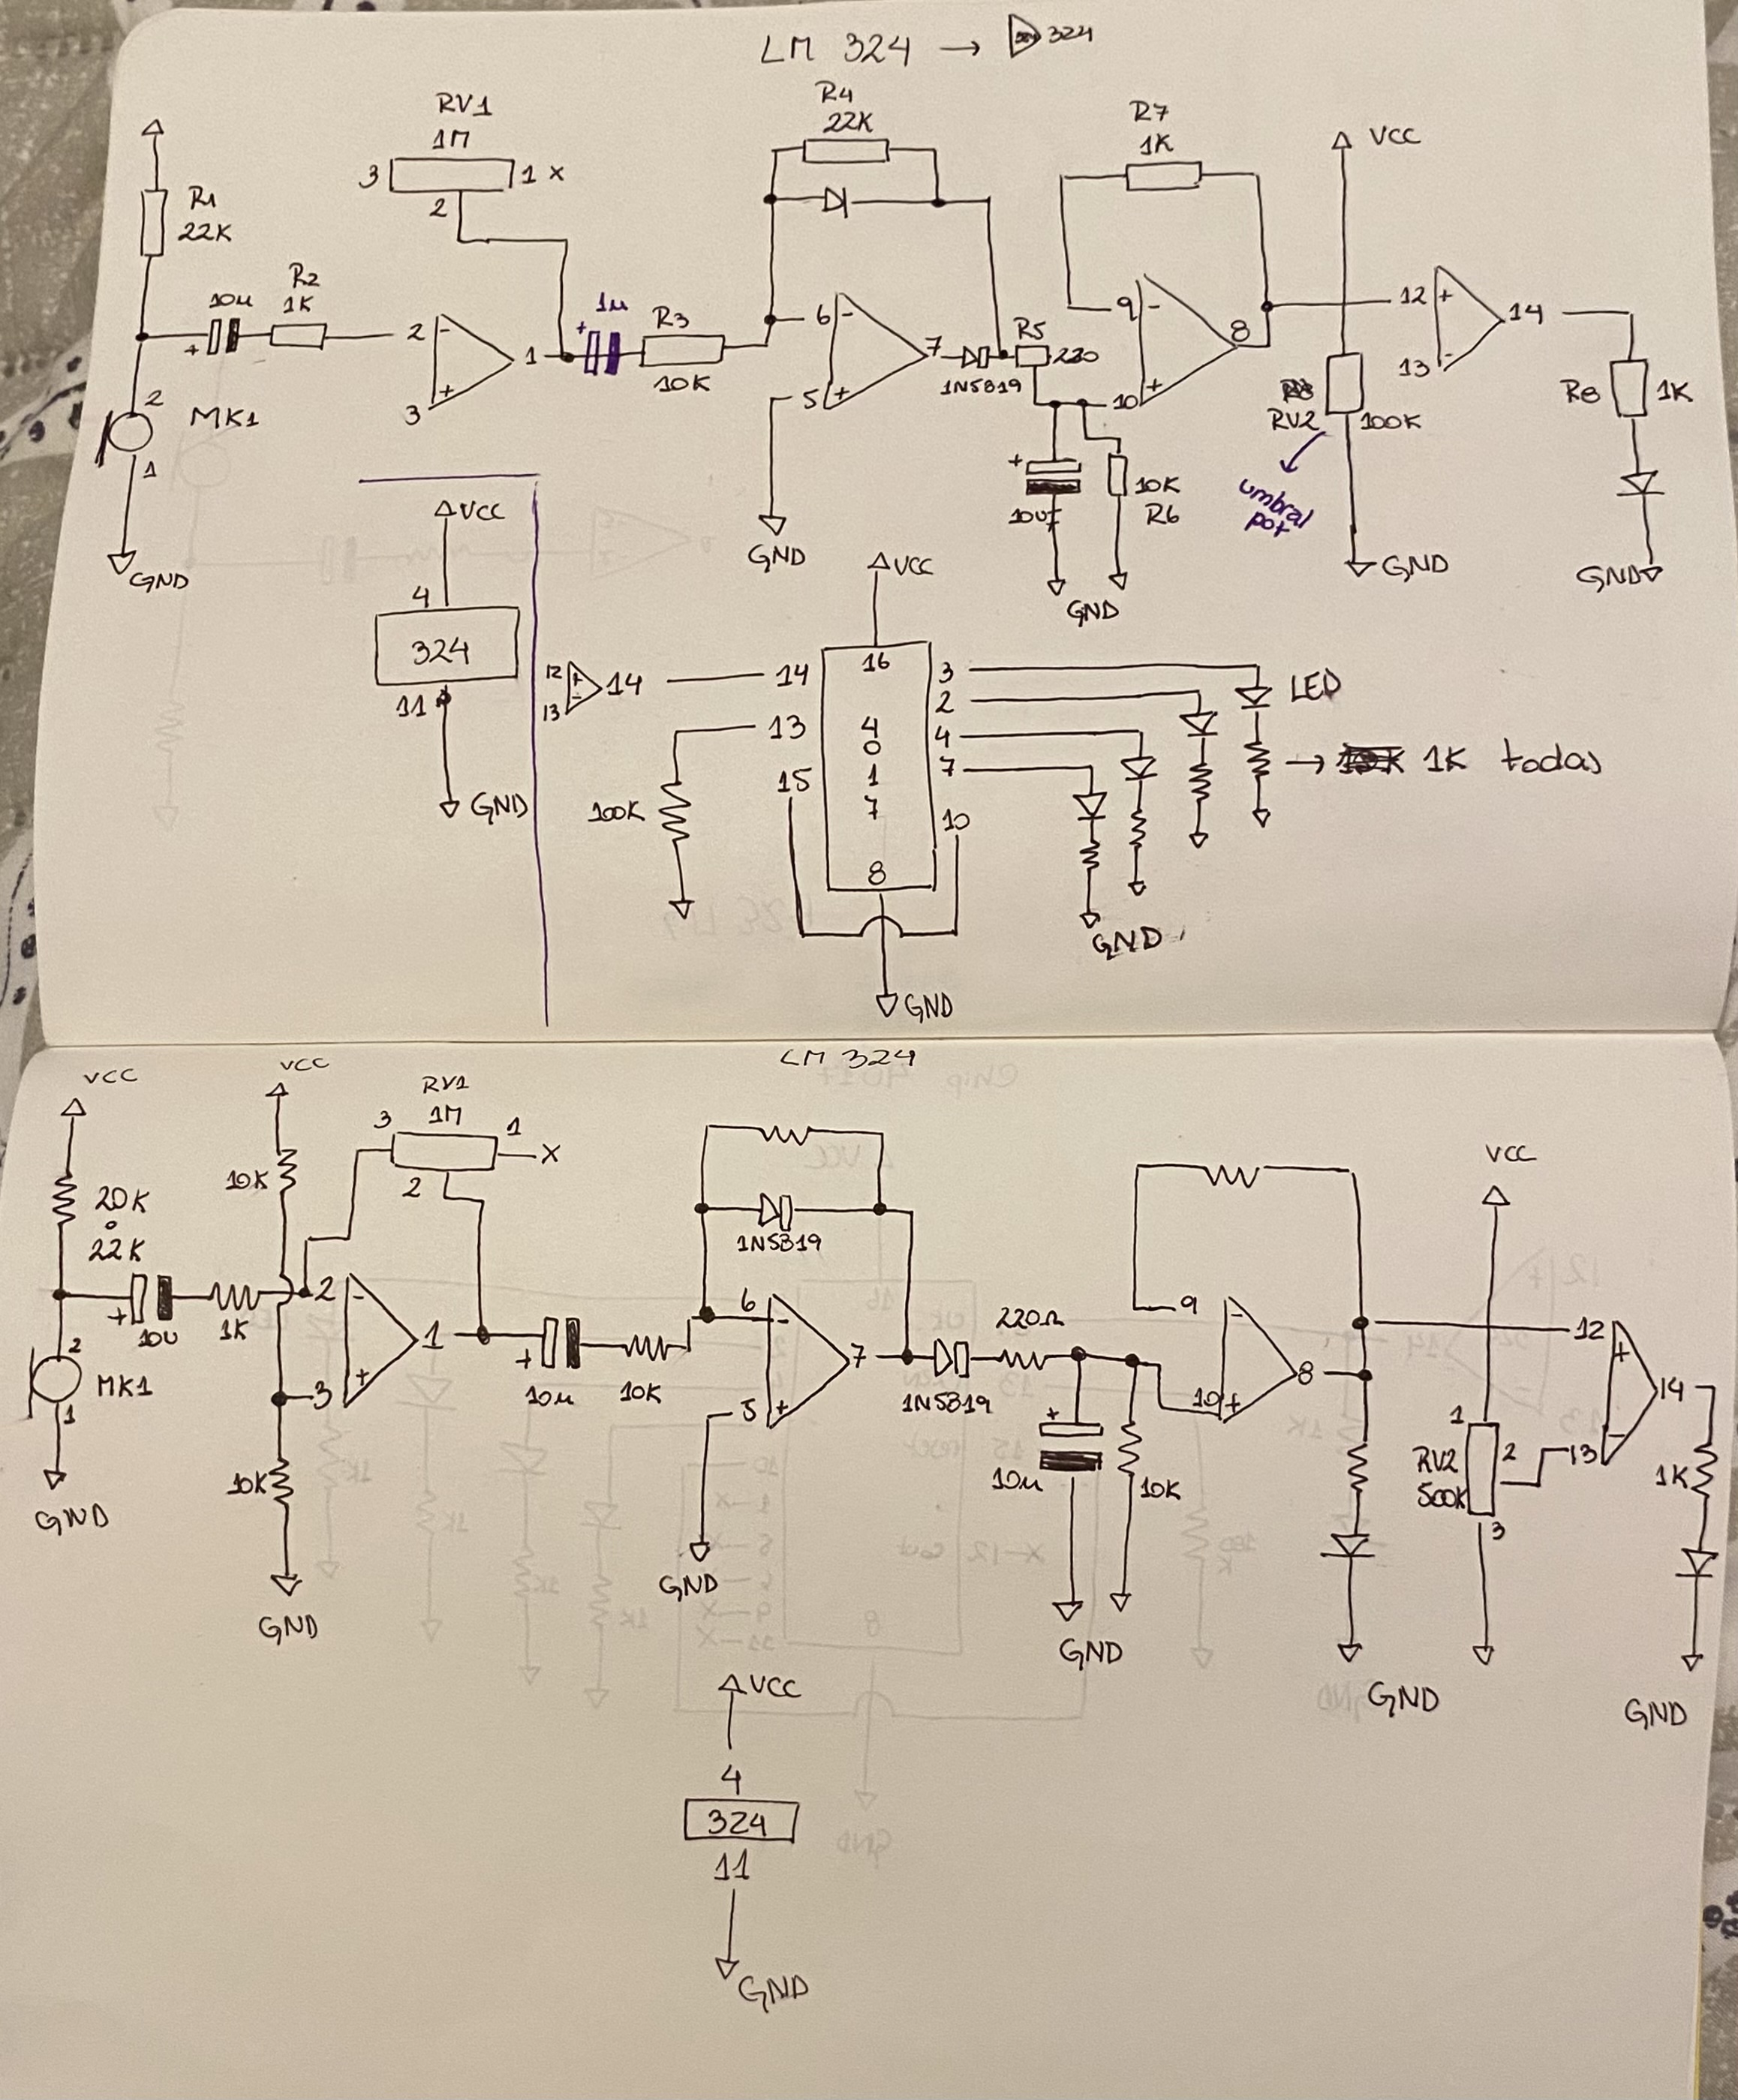 LM 324 → 324
RV1
1M
3
1 x
2
R1
22K
10u
+
R2
1K
2
-
1
+
3
2
MK1
1
GND
1u
+
R3
10K
R4
22K
6
-
7
5
+
GND
1N5819
R5
220
R7
1K
9
-
8
10
+
+
10uF
10K
R6
GND
VCC
RV2
100K
umbral
pot
GND
12
+
14
13
-
R8
1K
GND
VCC
4
324
11
GND
12
+
14
13
-
VCC
14
16
3
LED
13
4
0
1
7
2
4
7
15
10
8
100K
→ 1K todas
GND
GND
LM 324
VCC
VCC
RV1
1M
3
1
X
2
20K
o
22K
10K
+
10u
1K
2
-
1
3
+
2
MK1
1
GND
10K
GND
+
10u
10K
1N5819
6
-
7
5
+
GND
1N5819
220Ω
+
10u
10K
GND
9
-
8
10
+
GND
VCC
1
RV2
500K
2
3
12
+
14
13
-
1K
GND
VCC
4
324
11
GND